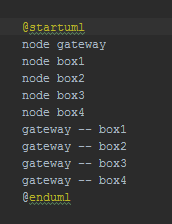 @startuml
node gateway
node box1
node box2
node box3
node box4
gateway -- box1
gateway -- box2
gateway -- box3
gateway -- box4
@enduml